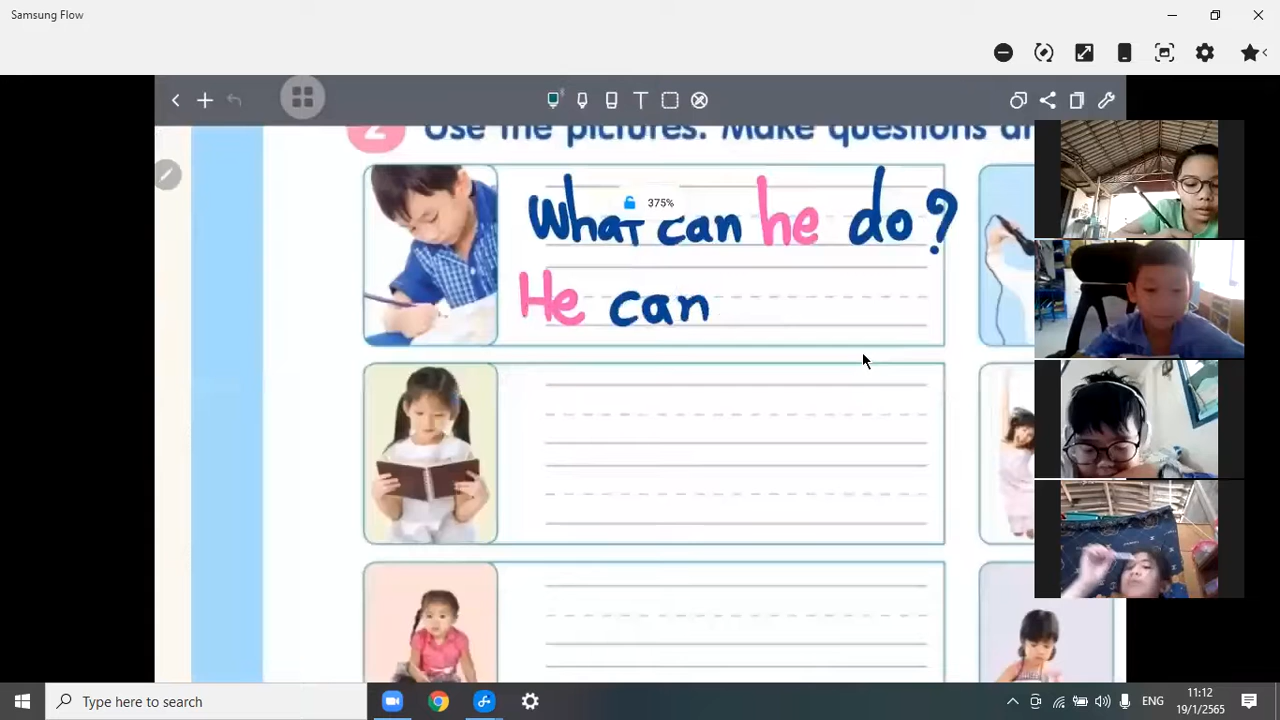 Samsung Flow
Use the pictures. Make questions an
What can he do?
375%
He can
Type here to search
ENG
11:12
19/1/2565